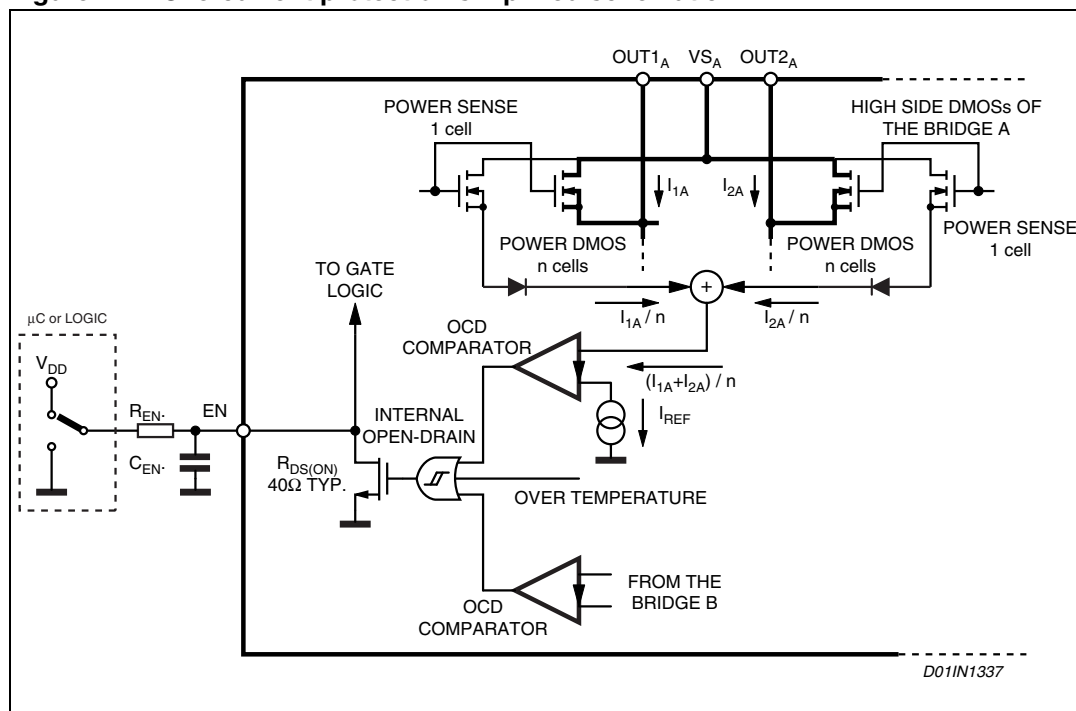 OUT1A VSA OUT2A
POWER SENSE
1 cell
HIGH SIDE DMOSs OF
THE BRIDGE A
I1A I2A
POWER DMOS
n cells
POWER DMOS
n cells
POWER SENSE
1 cell
TO GATE
LOGIC
+
I1A / n I2A / n
µC or LOGIC
VDD
OCD
COMPARATOR
(I1A+I2A) / n
IREF
REN. EN
CEN.
INTERNAL
OPEN-DRAIN
RDS(ON)
40Ω TYP.
OVER TEMPERATURE
FROM THE
BRIDGE B
OCD
COMPARATOR
D01IN1337